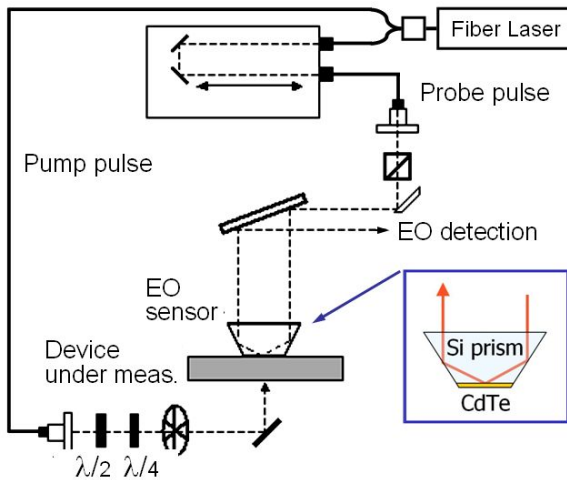 Fiber Laser
Probe pulse
Pump pulse
EO detection
EO
sensor
Device
under meas.
Si prism
CdTe
λ/2 λ/4